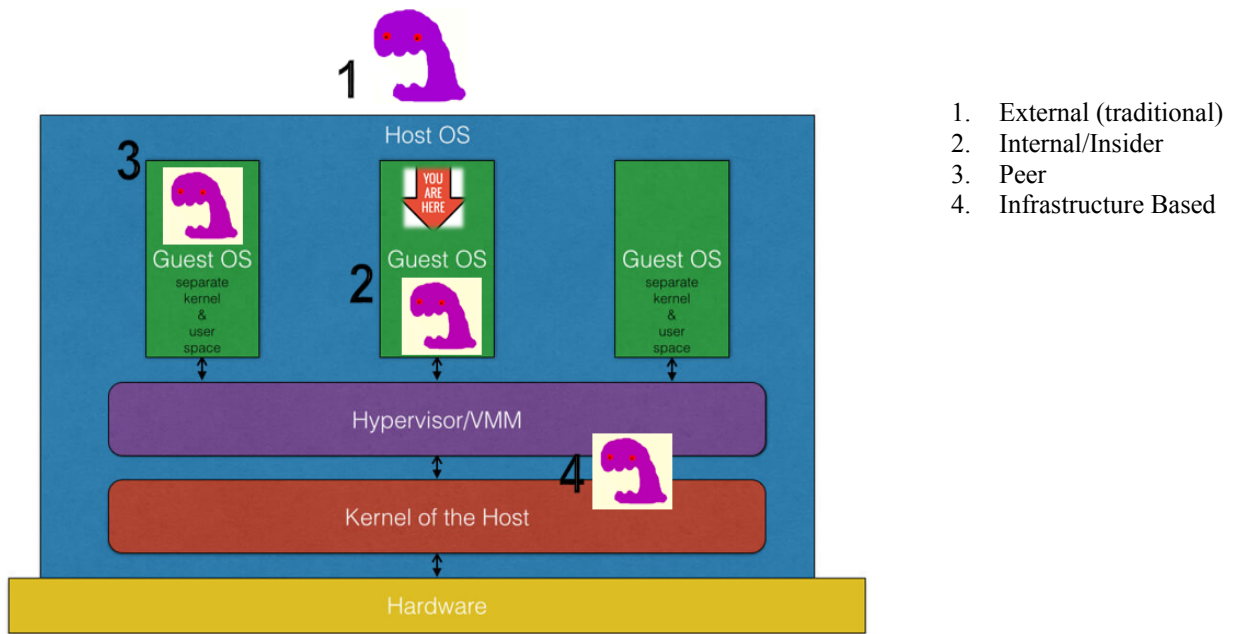 1
Host OS
3
YOU
ARE
HERE
Guest OS
separate
kernel
&
user
space
2
Guest OS
Guest OS
separate
kernel
&
user
space
Hypervisor/VMM
4
Kernel of the Host
Hardware
1. External (traditional)
2. Internal/Insider
3. Peer
4. Infrastructure Based